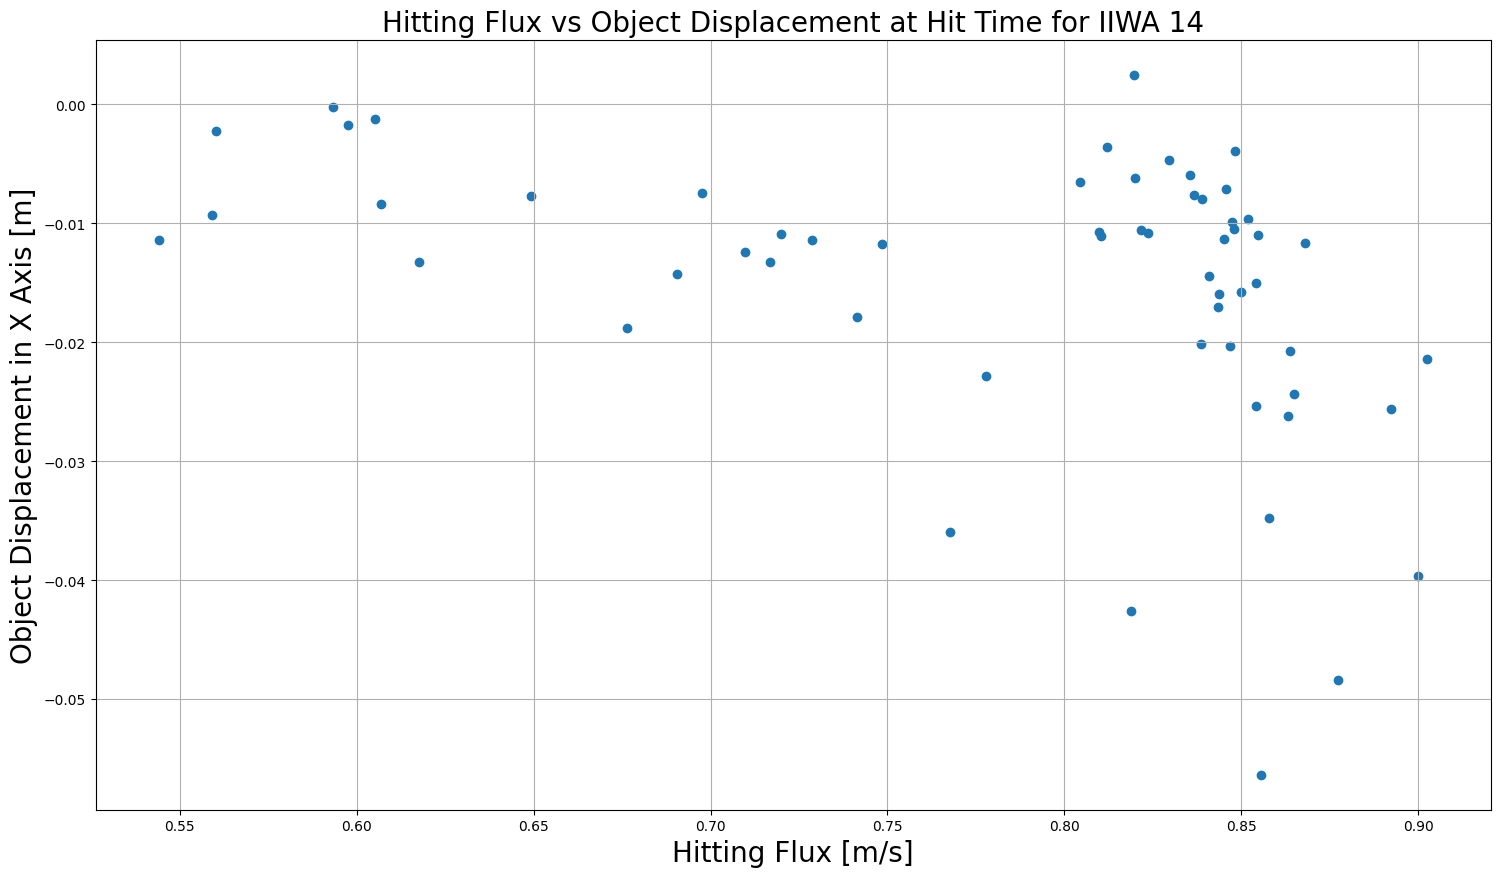 Hitting Flux vs Object Displacement at Hit Time for IIWA 14
Object Displacement in X Axis [m]
0.00
−0.01
−0.02
−0.03
−0.04
−0.05
0.55 0.60 0.65 0.70 0.75 0.80 0.85 0.90
Hitting Flux [m/s]